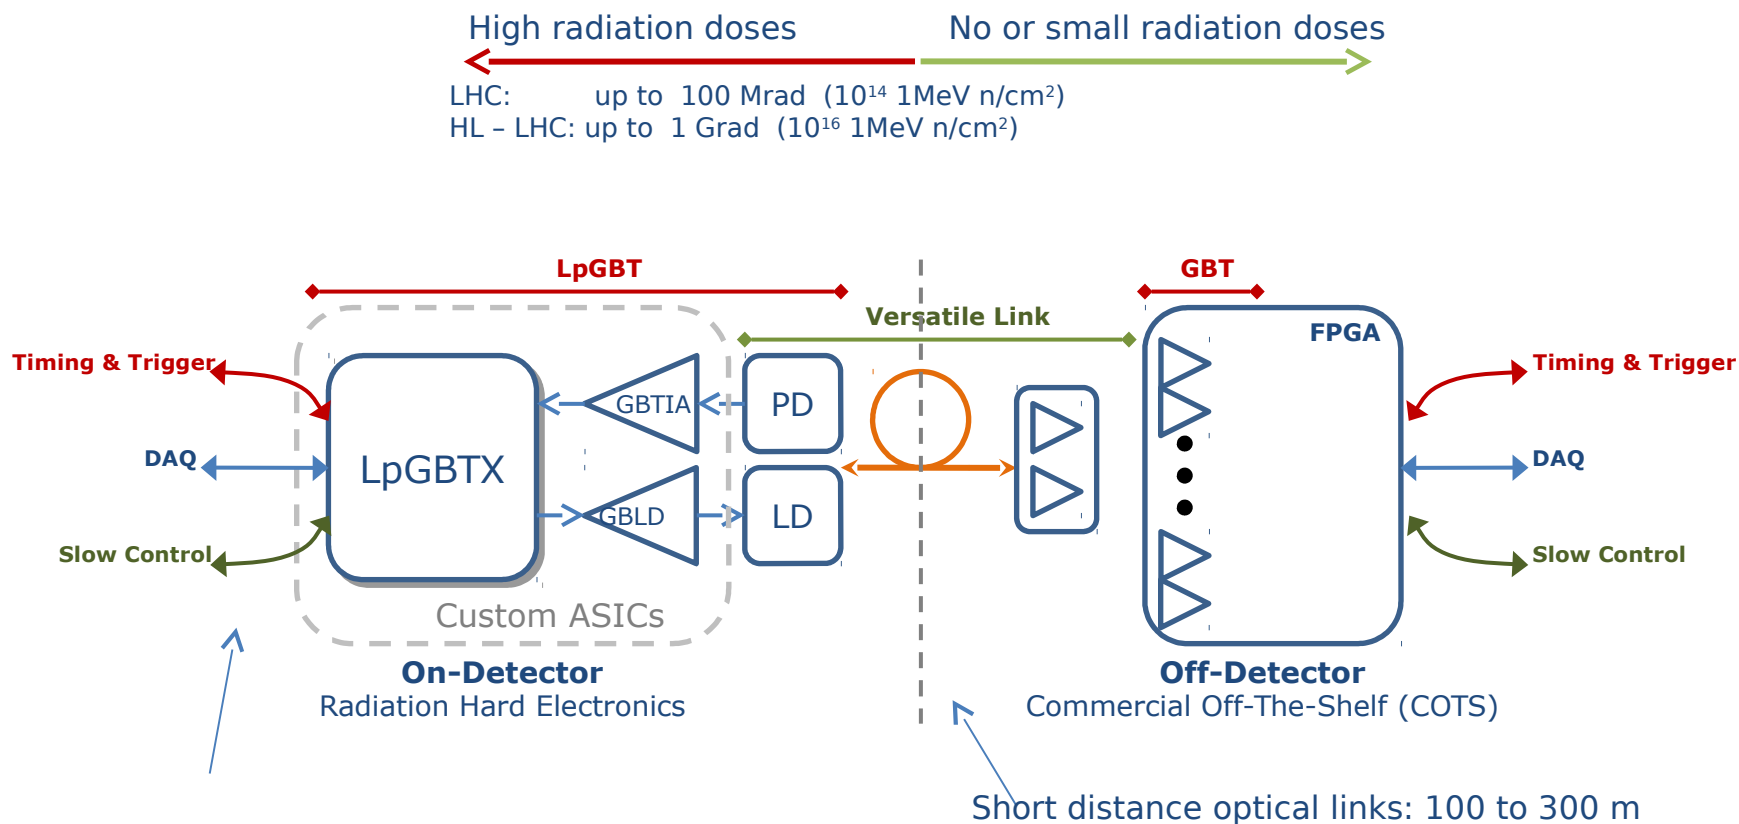 High radiation doses
No or small radiation doses
LHC: up to 100 Mrad (10¹⁴ 1MeV n/cm²)
HL – LHC: up to 1 Grad (10¹⁶ 1MeV n/cm²)
LpGBT
GBT
Versatile Link
FPGA
Timing & Trigger
Timing & Trigger
GBTIA
PD
DAQ
LpGBTX
DAQ
GBLD
LD
Slow Control
Slow Control
Custom ASICs
On-Detector
Radiation Hard Electronics
Off-Detector
Commercial Off-The-Shelf (COTS)
Short distance optical links: 100 to 300 m